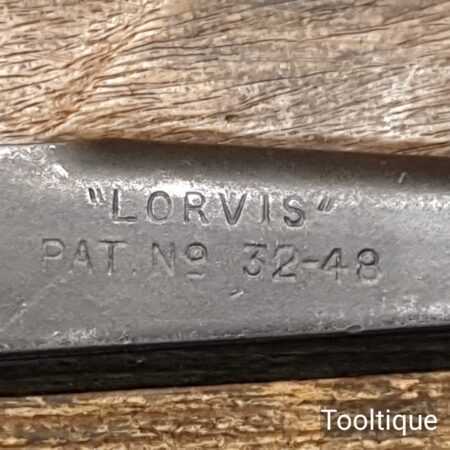 "LORVIS"
PAT. Nº 32-48
Tooltique